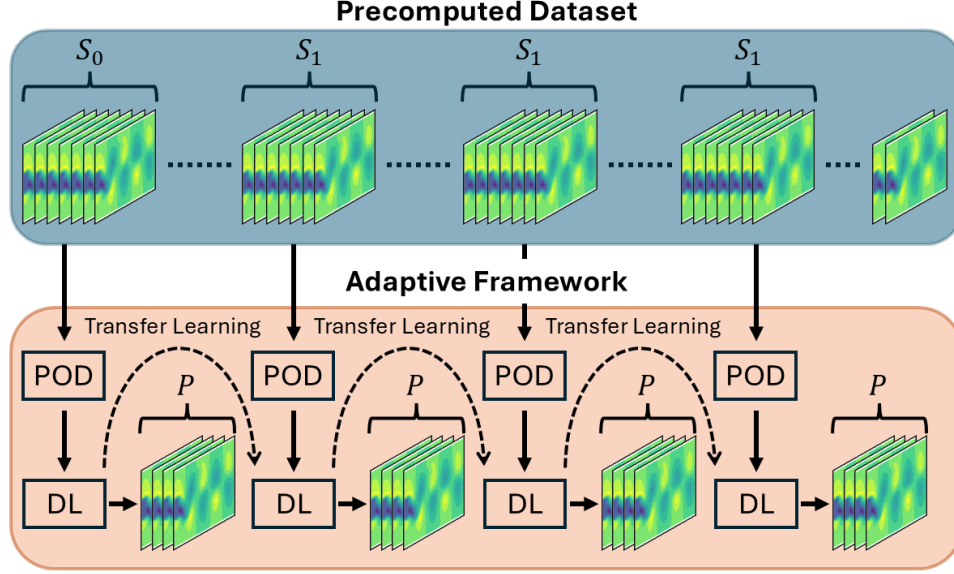 Precomputed Dataset
S₀ S₁ S₁ S₁
Adaptive Framework
Transfer Learning Transfer Learning Transfer Learning
POD POD POD POD
P P P P
DL DL DL DL